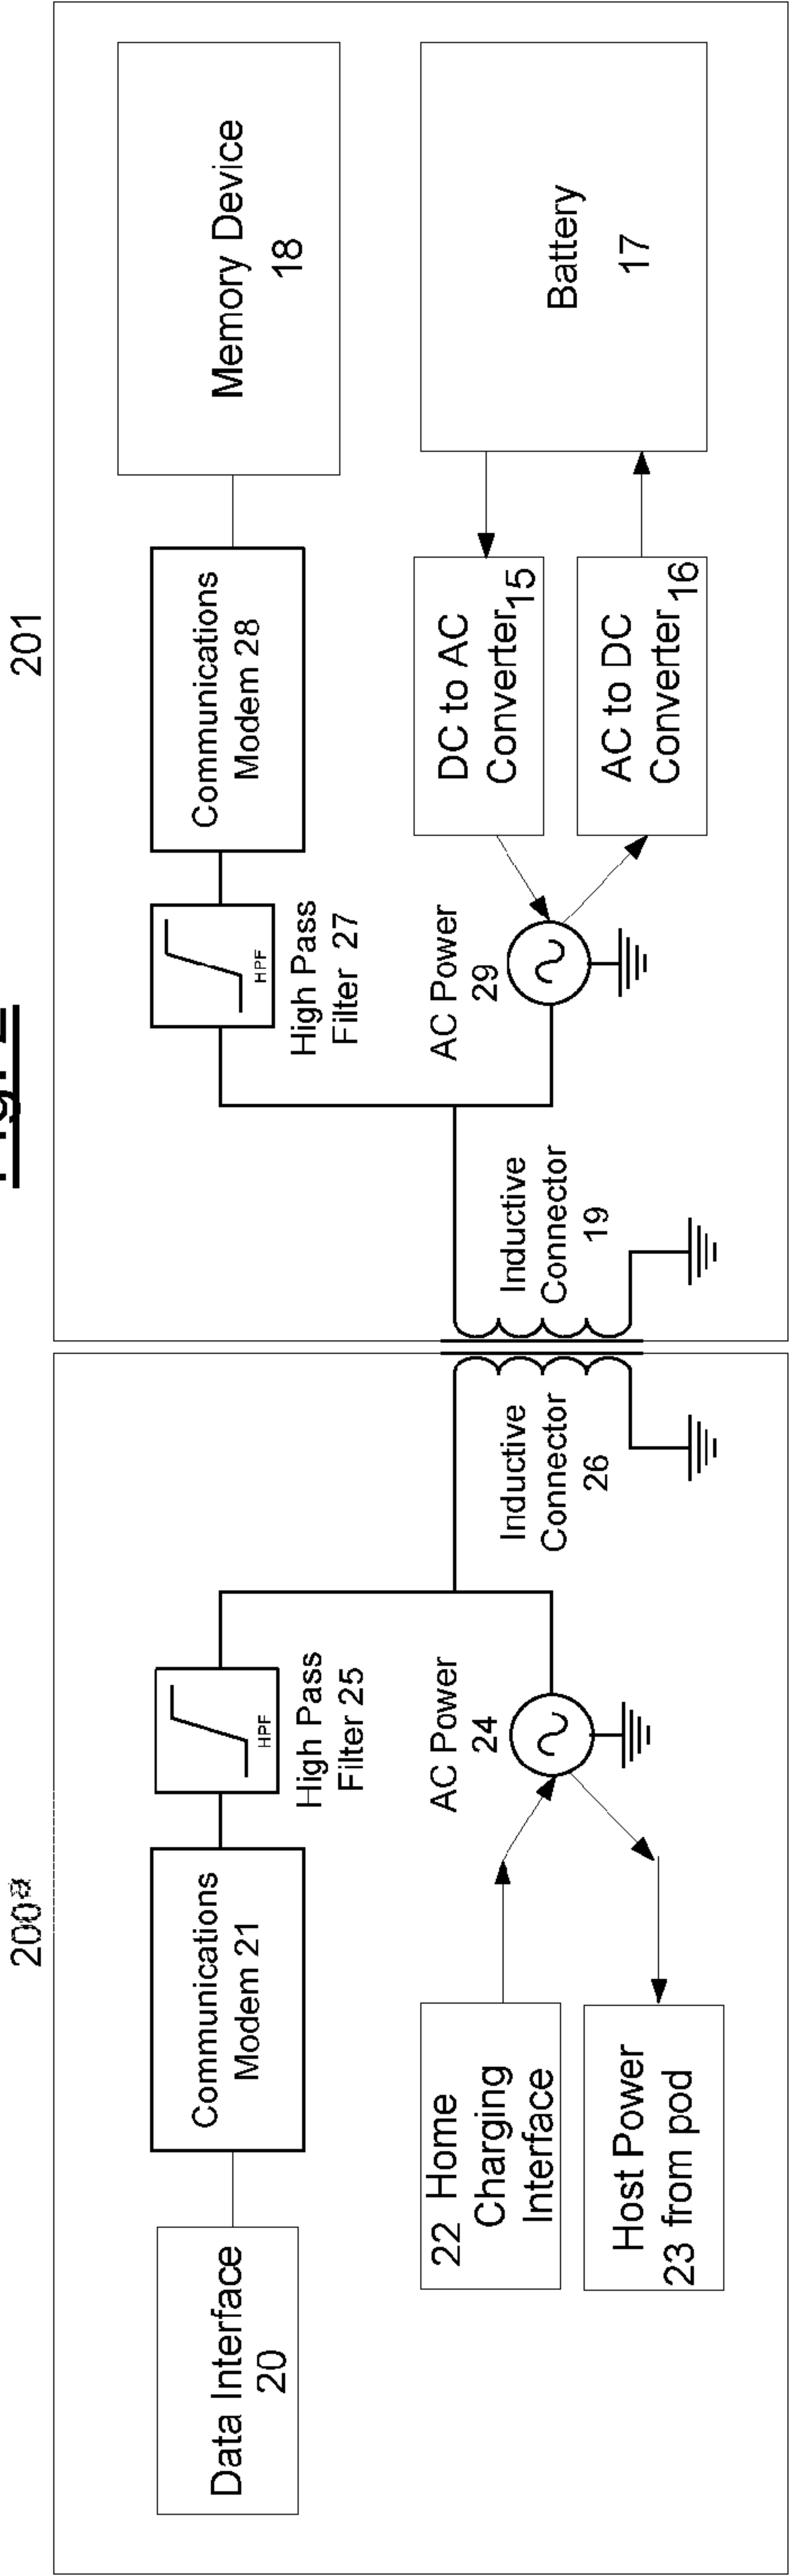 201
Memory Device
18
Communications
Modem 28
HPF
High Pass
Filter 27
Battery
17
DC to AC
Converter 15
AC to DC
Converter 16
AC Power
29
Inductive
Connector
19
Inductive
Connector
26
HPF
High Pass
Filter 25
AC Power
24
Communications
Modem 21
Data Interface
20
22 Home
Charging
Interface
Host Power
23 from pod